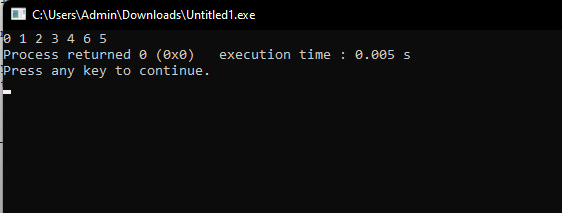 C:\Users\Admin\Downloads\Untitled1.exe
0 1 2 3 4 6 5
Process returned 0 (0x0)   execution time : 0.005 s
Press any key to continue.